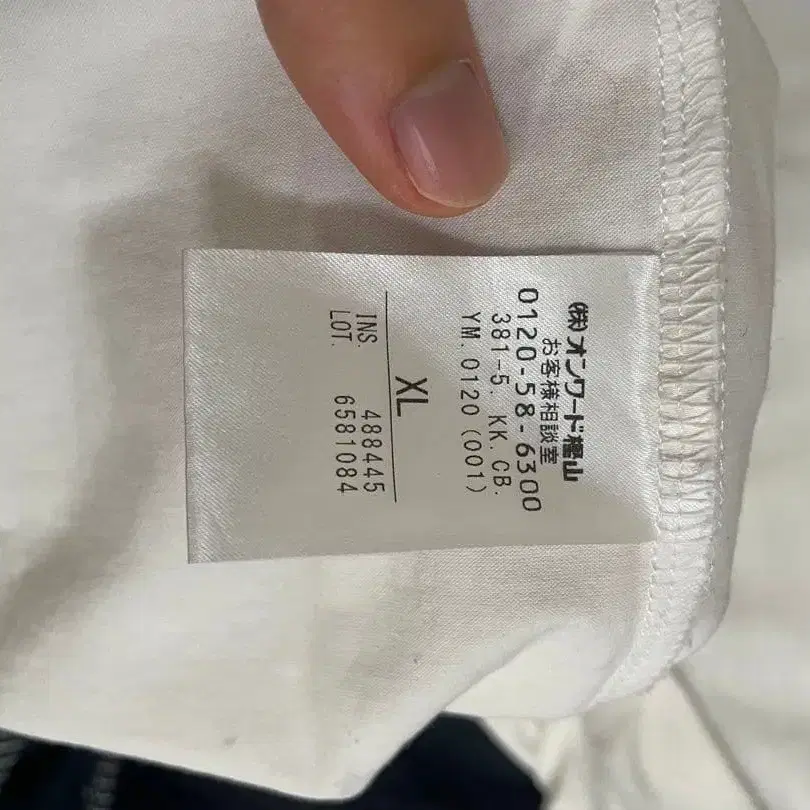 (株)オンワード樫山
お客様相談室
0120-58-6300
381-5. KK. CB.
YM. 0120 (001)
XL
INS. 488445
LOT. 6581084